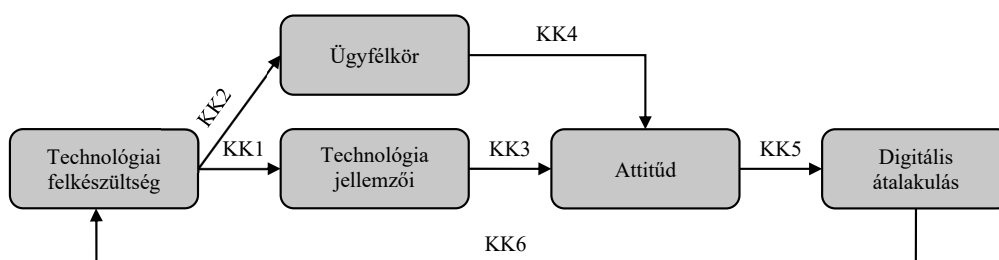 Ügyfélkör
KK4
KK2
Technológiai
felkészültség
KK1
Technológia
jellemzői
KK3
Attitűd
KK5
Digitális
átalakulás
KK6